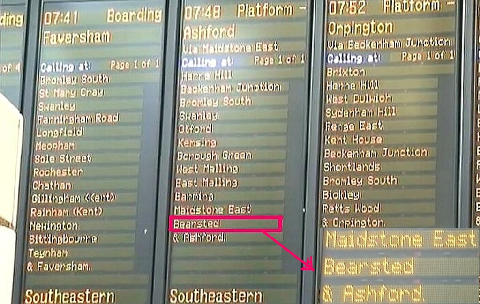 ding
of 4
07:41 Boarding
Faversham
Calling at: Page 1 of 1
Bromley South
St Mary Cray
Swanley
Farningham Road
Longfield
Meopham
Sole Street
Rochester
Chatham
Gillingham (Kent)
Rainham (Kent)
Newington
Sittingbourne
Teynham
& Faversham.
Southeastern
07:48 Platform -
Ashford
Via Maidstone East
Calling at: Page 1 of 1
Herne Hill
Beckenham Junction
Bromley South
Swanley
Otford
Kemsing
Borough Green
West Malling
East Malling
Barming
Maidstone East
Bearsted
& Ashford.
Southeastern
07:52 Platform -
Orpington
Via Beckenham Junction
Calling at: Page 1 of 1
Brixton
Herne Hill
West Dulwich
Sydenham Hill
Penge East
Kent House
Beckenham Junction
Shortlands
Bromley South
Bickley
Petts Wood
& Orpington.
Maidstone East
Bearsted
& Ashford